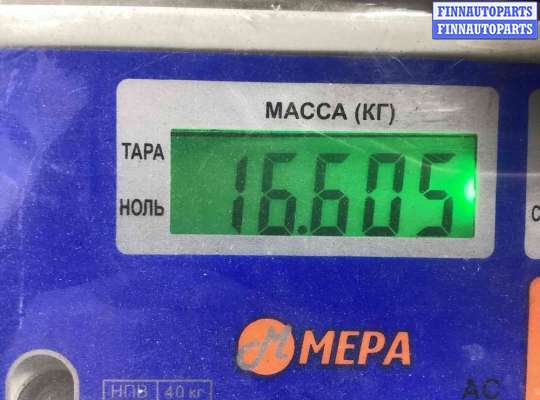 FINNAUTOPARTS
FINNAUTOPARTS
МАССА (КГ)
ТАРА
16.605
НОЛЬ
МЕРА
НПВ 40 кг
АС